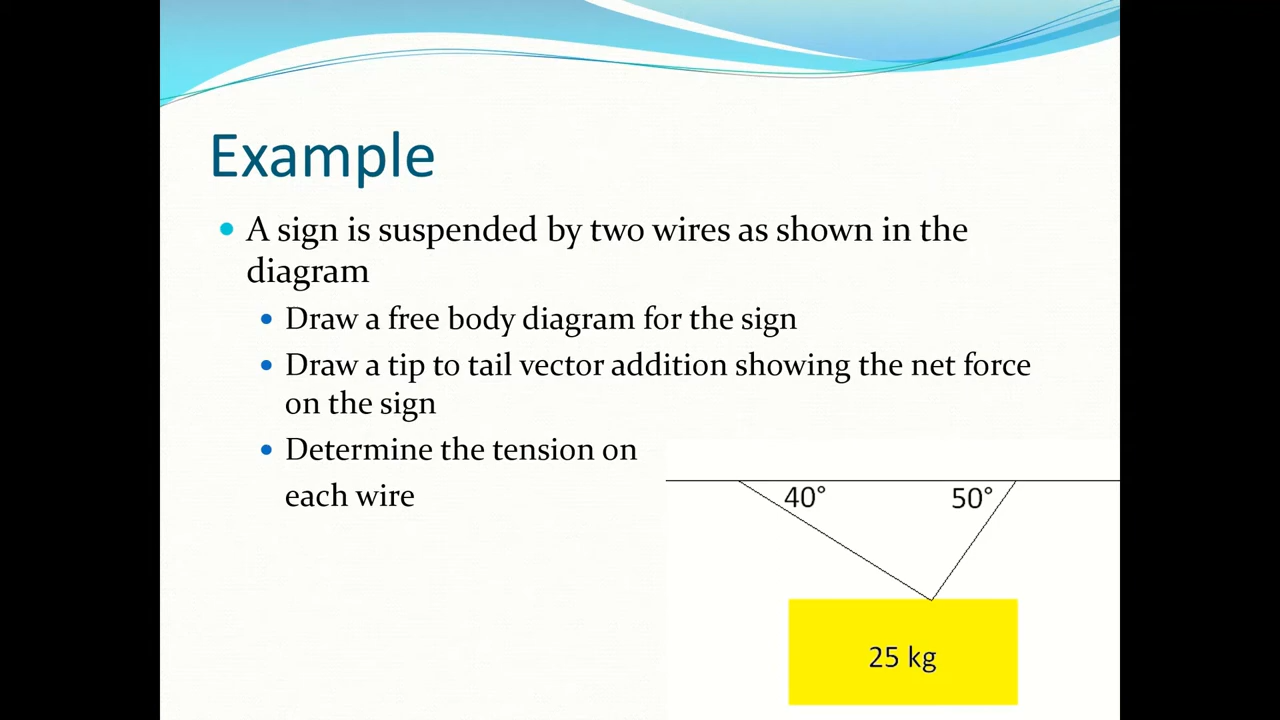 Example
A sign is suspended by two wires as shown in the
diagram
Draw a free body diagram for the sign
Draw a tip to tail vector addition showing the net force
on the sign
Determine the tension on
each wire
40°
50°
25 kg